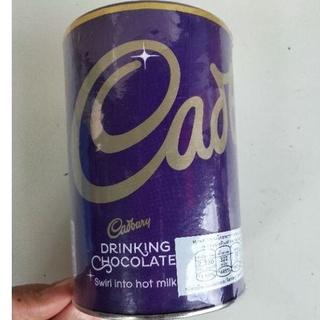 Cad
Cadbury
DRINKING
CHOCOLATE
Swirl into hot milk